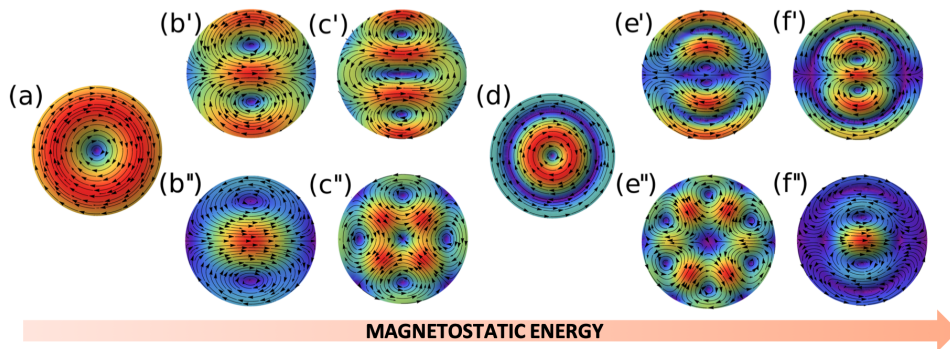 (a)
(b')
(c')
(b")
(c")
(d)
(e')
(f')
(e")
(f")
MAGNETOSTATIC ENERGY